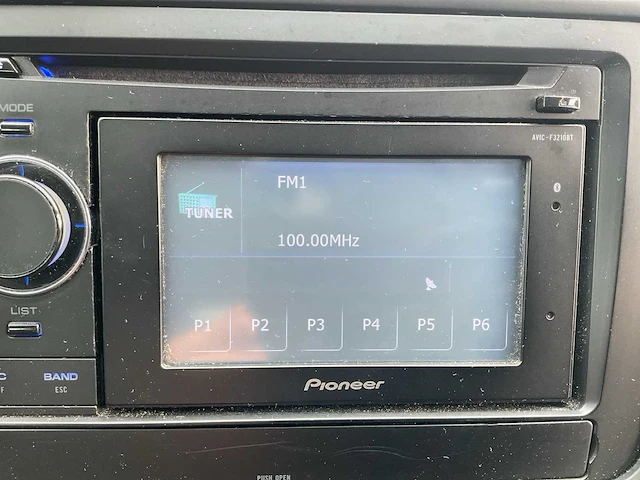 MODE
AVIC-F3210BT
FM1
TUNER
100.00MHz
LIST
P1 P2 P3 P4 P5 P6
BAND
ESC
Pioneer
PUSH OPEN